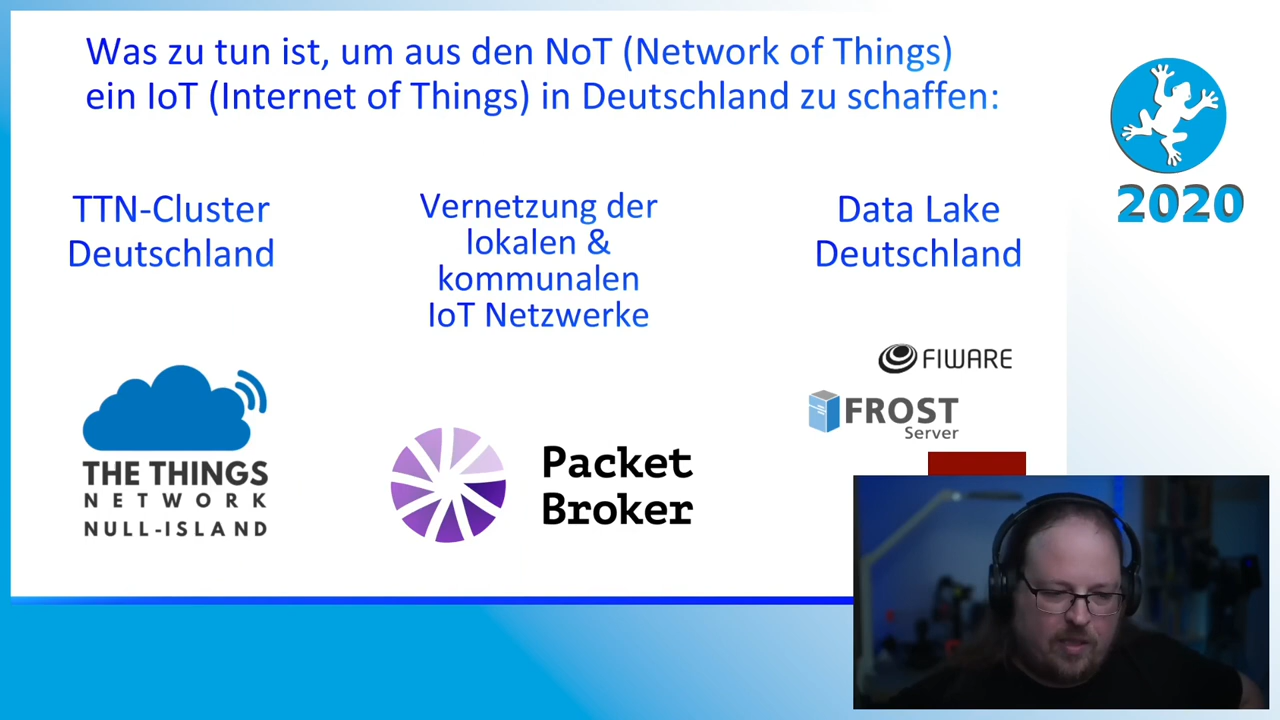 Was zu tun ist, um aus den NoT (Network of Things)
ein IoT (Internet of Things) in Deutschland zu schaffen:
2020
TTN-Cluster
Deutschland
Vernetzung der
lokalen &
kommunalen
IoT Netzwerke
Data Lake
Deutschland
FIWARE
FROST
Server
THE THINGS
NETWORK
NULL-ISLAND
Packet
Broker